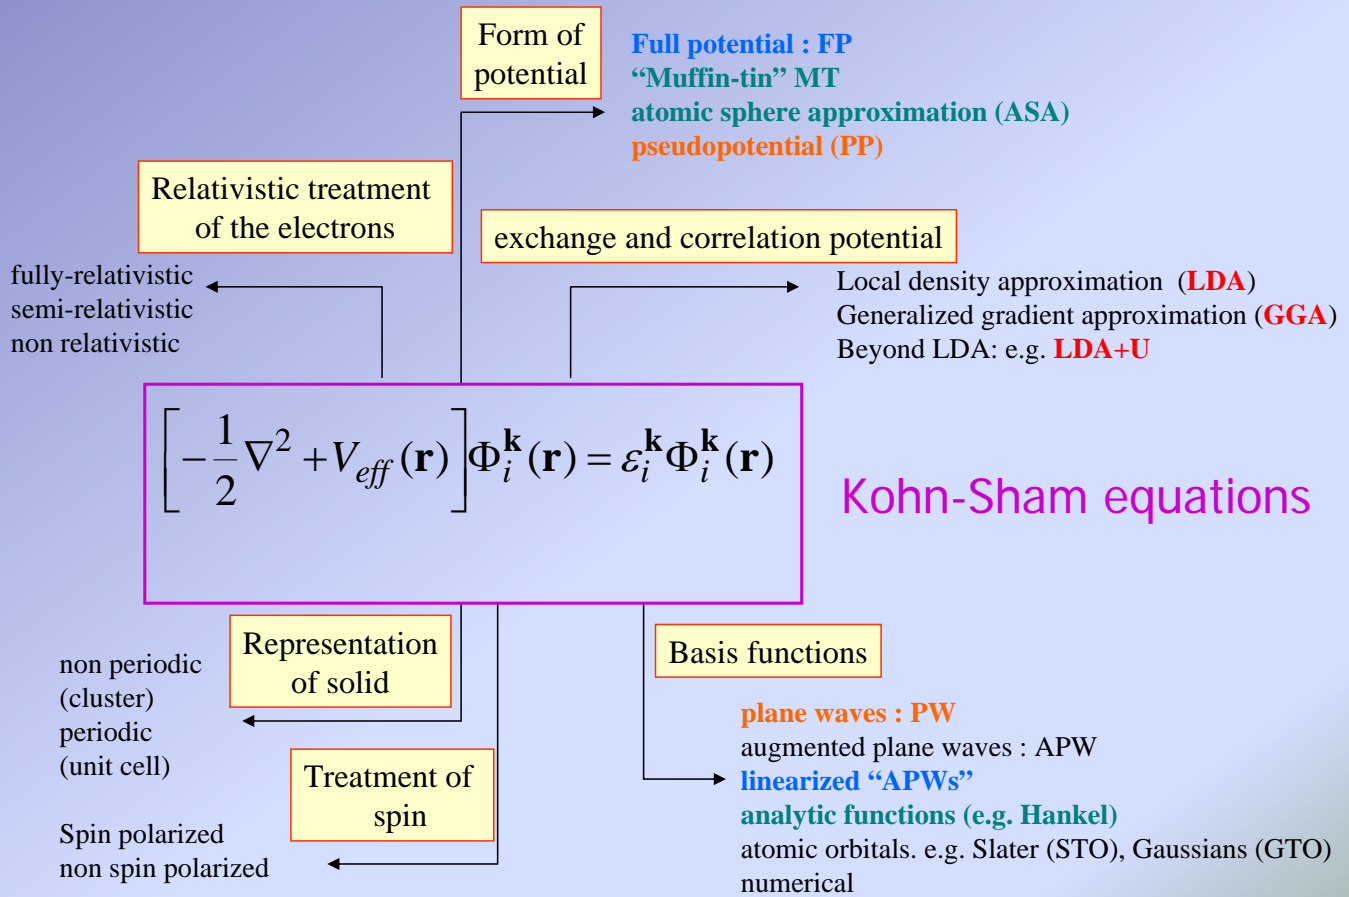 Form of
potential
Full potential : FP
“Muffin-tin” MT
atomic sphere approximation (ASA)
pseudopotential (PP)
Relativistic treatment
of the electrons
exchange and correlation potential
fully-relativistic
semi-relativistic
non relativistic
Local density approximation (LDA)
Generalized gradient approximation (GGA)
Beyond LDA: e.g. LDA+U
[-1/2 ∇² + V_eff(r)] Φ_i^k(r) = ε_i^k Φ_i^k(r)
Kohn-Sham equations
Representation
of solid
non periodic
(cluster)
periodic
(unit cell)
Treatment of
spin
Spin polarized
non spin polarized
Basis functions
plane waves : PW
augmented plane waves : APW
linearized “APWs”
analytic functions (e.g. Hankel)
atomic orbitals. e.g. Slater (STO), Gaussians (GTO)
numerical